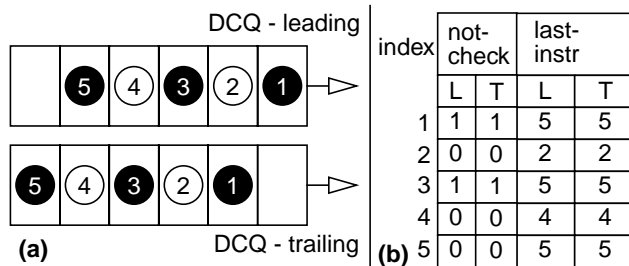 DCQ - leading
5 4 3 2 1
5 4 3 2 1
(a)
DCQ - trailing
index
not-
check
last-
instr
L T L T
1 1 1 5 5
2 0 0 2 2
3 1 1 5 5
4 0 0 4 4
5 0 0 5 5
(b)